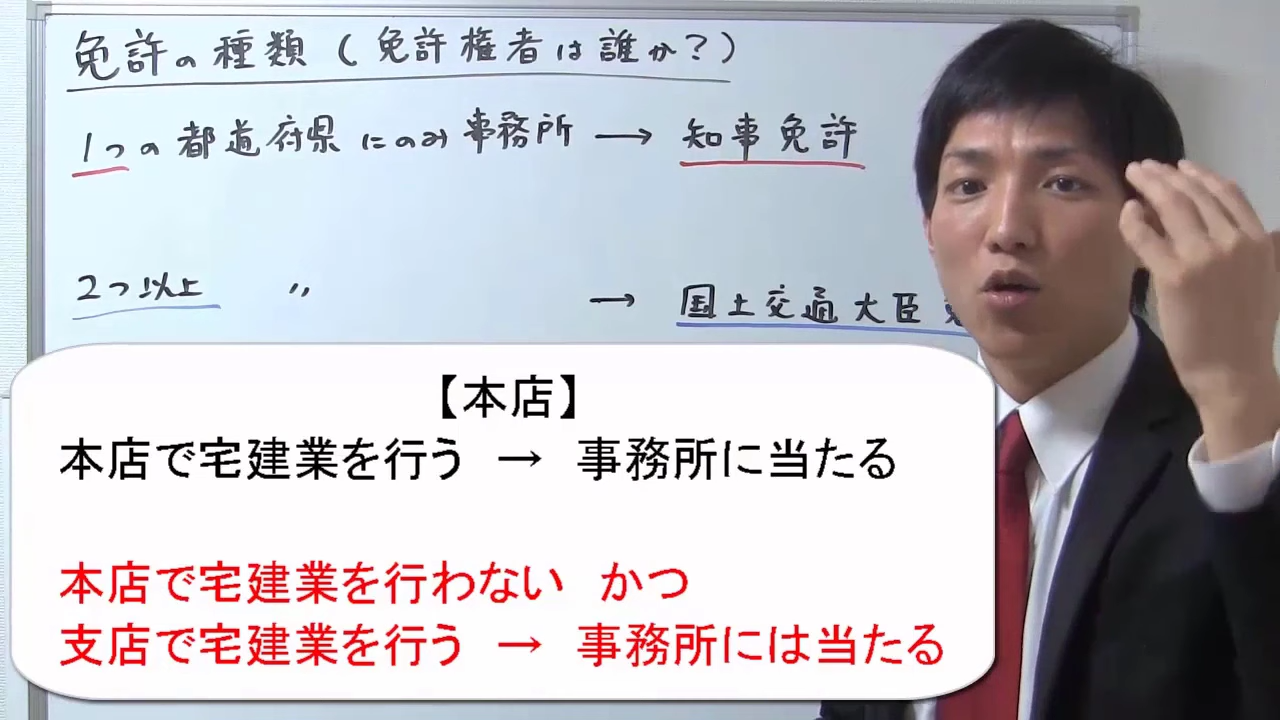 免許の種類(免許権者は誰か?)
1つの都道府県にのみ事務所 → 知事免許
2つ以上 〃 → 国土交通大臣
【本店】
本店で宅建業を行う → 事務所に当たる
本店で宅建業を行わない かつ
支店で宅建業を行う → 事務所には当たる